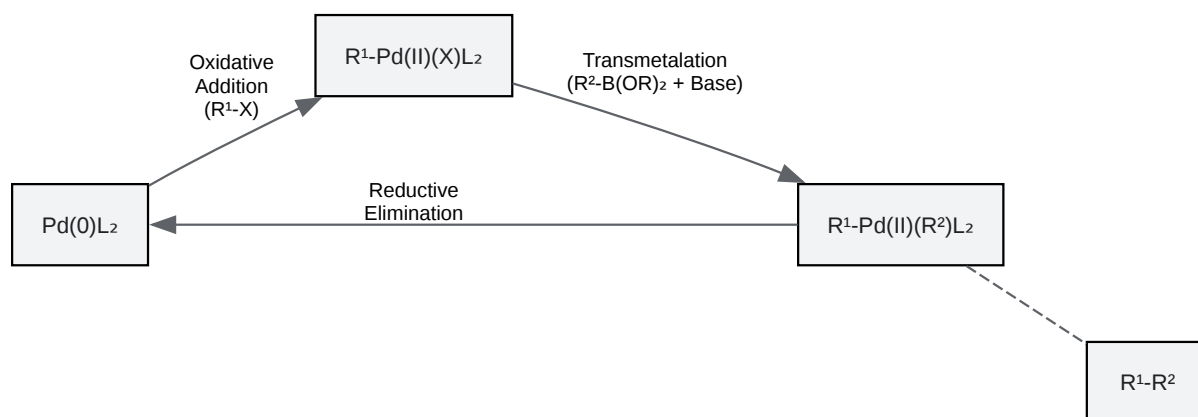 R¹-Pd(II)(X)L₂
Oxidative
Addition
(R¹-X)
Transmetalation
(R²-B(OR)₂ + Base)
Pd(0)L₂
Reductive
Elimination
R¹-Pd(II)(R²)L₂
R¹-R²